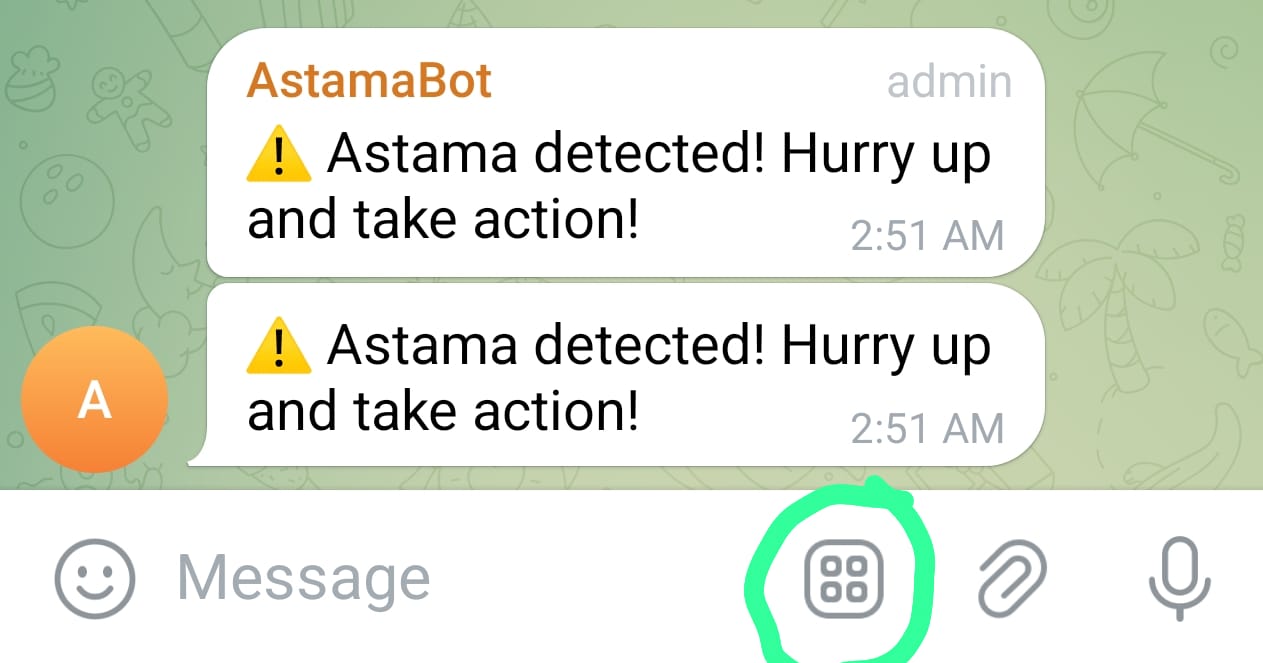 AstamaBot admin
⚠️ Astama detected! Hurry up
and take action!
2:51 AM
⚠️ Astama detected! Hurry up
and take action!
2:51 AM
A
Message